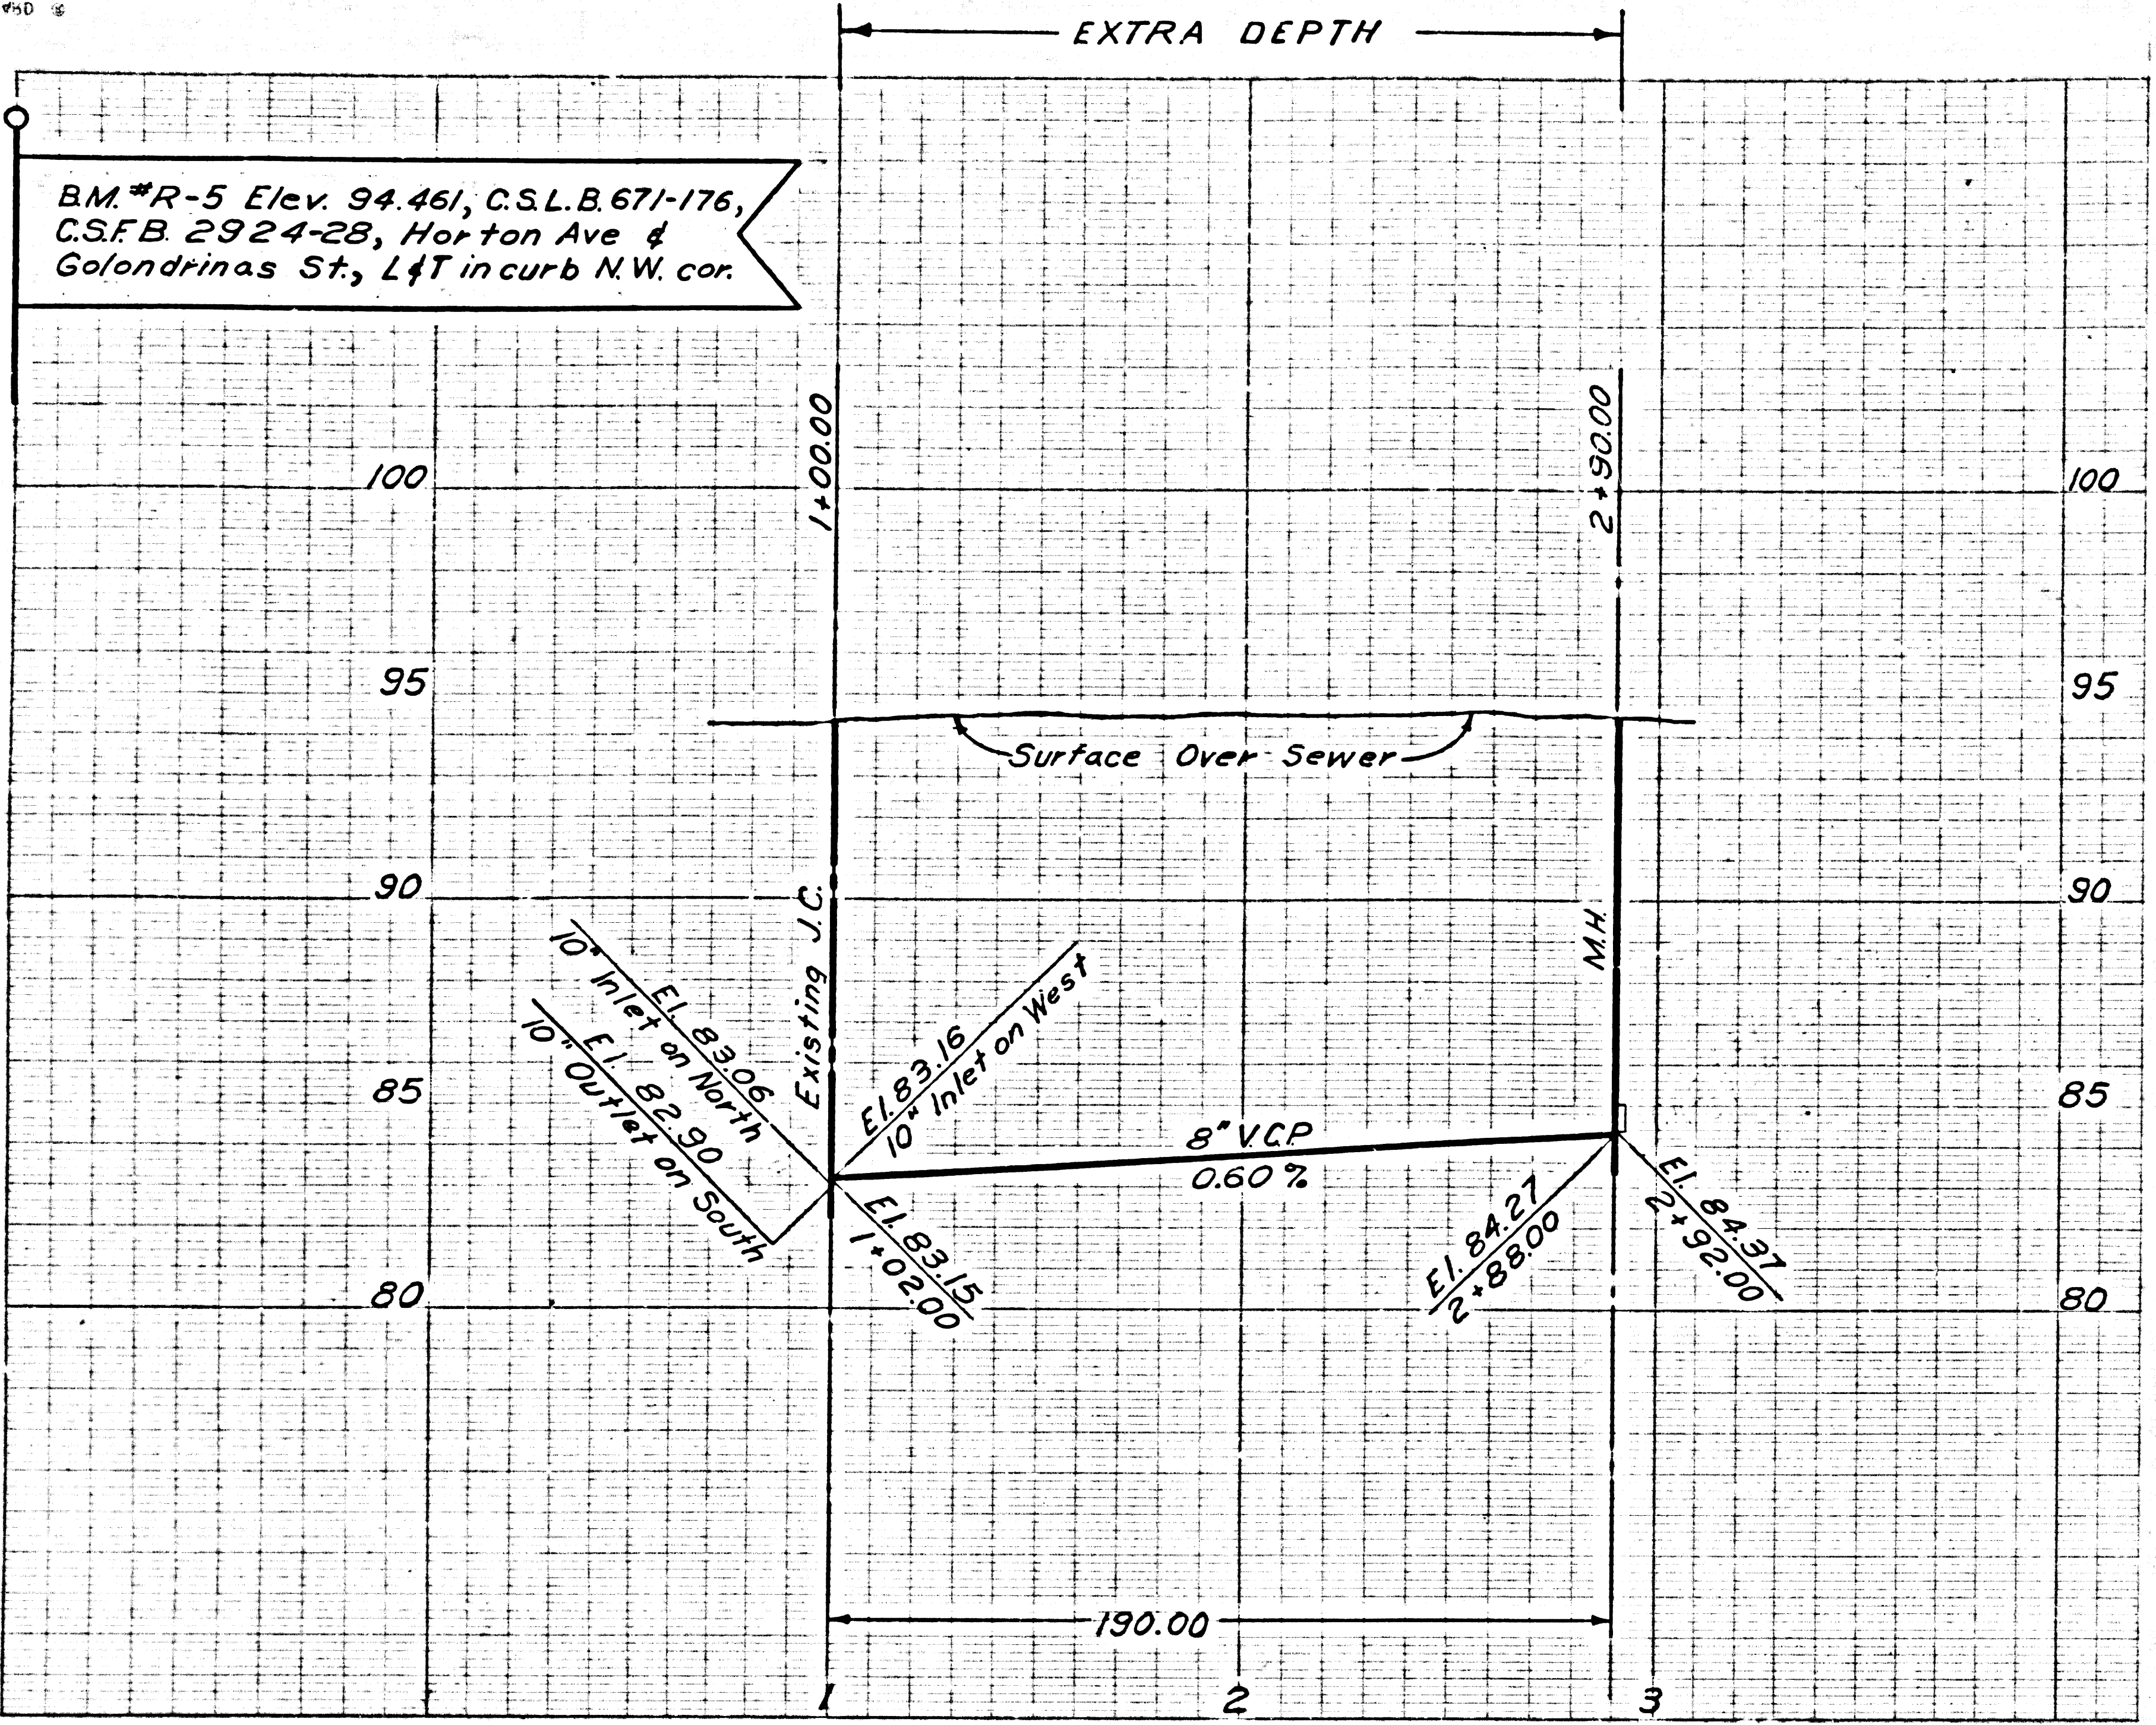 EXTRA DEPTH
B.M. #R-5 Elev. 94.461, C.S.L.B. 671-176,
C.S.F.B. 2924-28, Horton Ave &
Golondrinas St., L&T in curb N.W. cor.
1+00.00
2+90.00
100
100
95
95
Surface Over Sewer
90
90
Existing J.C.
M.H.
El. 83.06
10" Inlet on North
El. 82.90
10" Outlet on South
El. 83.16
10" Inlet on West
85
85
8" V.C.P.
0.60 %
El. 83.15
1+02.00
El. 84.27
2+88.00
El. 84.37
2+92.00
80
80
190.00
1
2
3